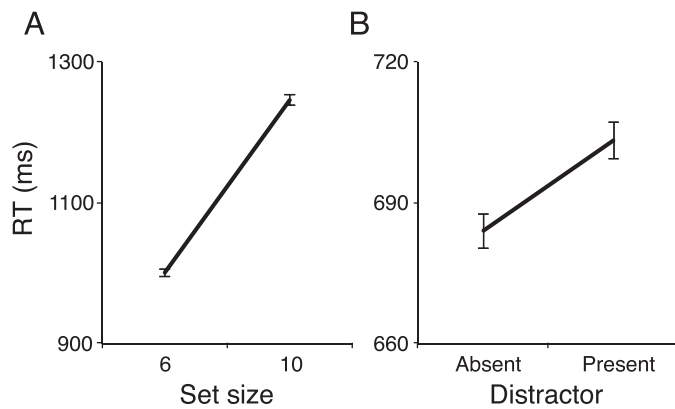 A
B
1300
1100
900
RT (ms)
6
10
Set size
720
690
660
Absent
Present
Distractor